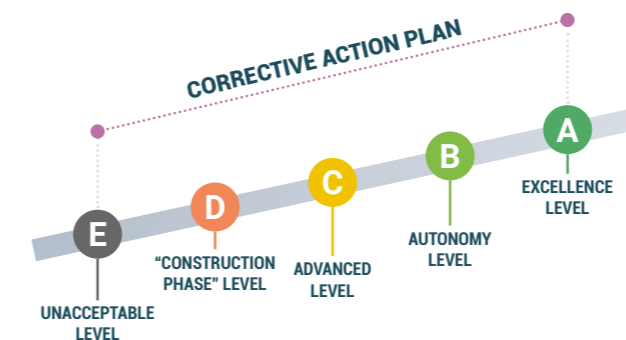 CORRECTIVE ACTION PLAN
A
EXCELLENCE
LEVEL
B
AUTONOMY
LEVEL
C
ADVANCED
LEVEL
D
“CONSTRUCTION
PHASE” LEVEL
E
UNACCEPTABLE
LEVEL